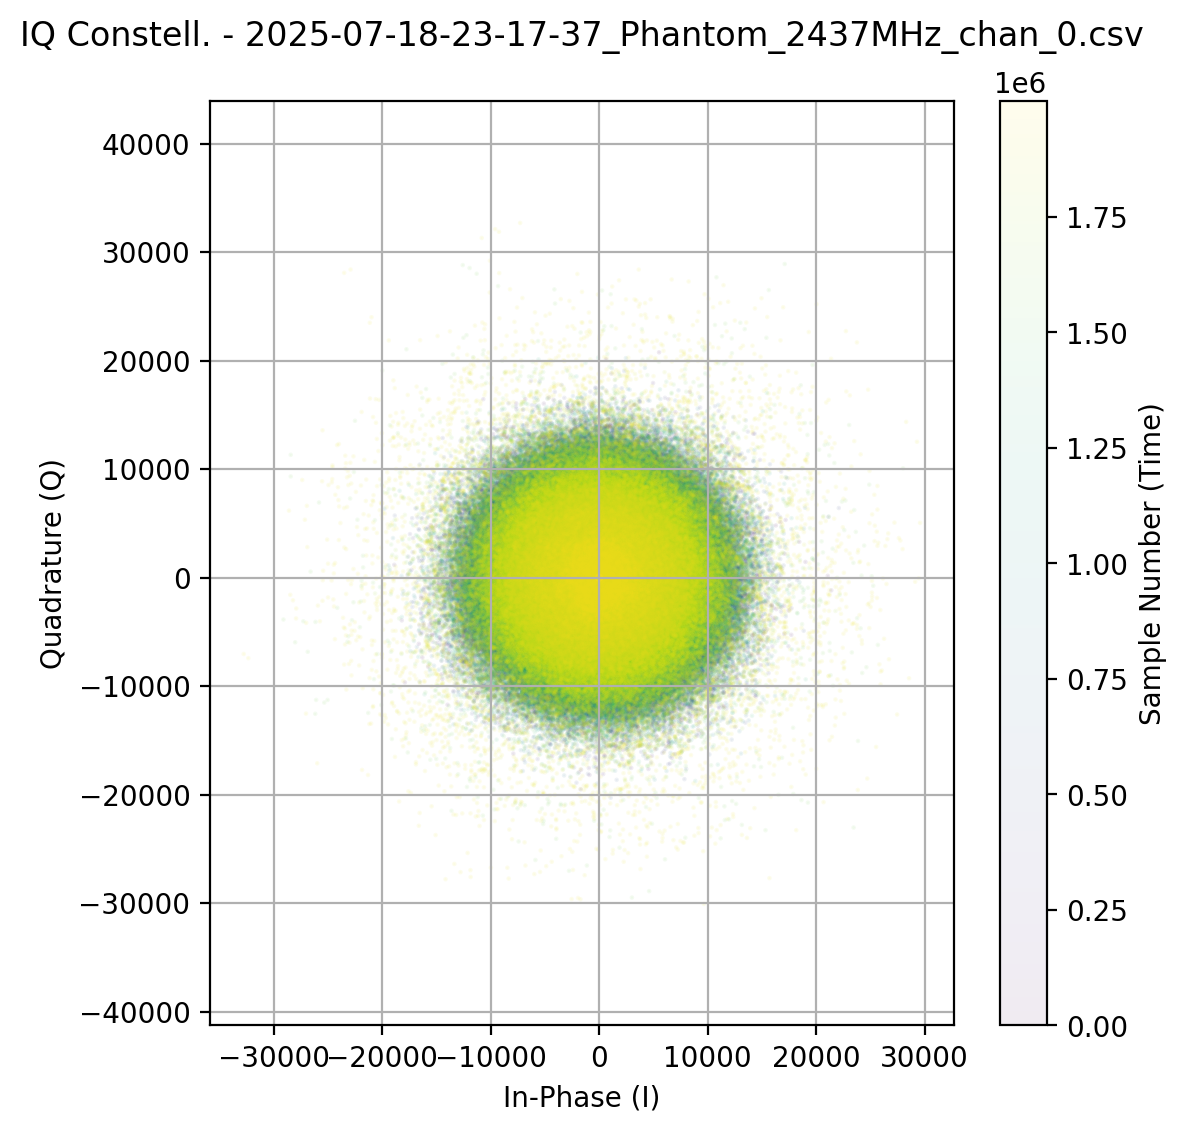 IQ Constell. - 2025-07-18-23-17-37_Phantom_2437MHz_chan_0.csv
1e6
40000
30000
20000
10000
0
−10000
−20000
−30000
−40000
Quadrature (Q)
−30000 −20000 −10000 0 10000 20000 30000
In-Phase (I)
1.75
1.50
1.25
1.00
0.75
0.50
0.25
0.00
Sample Number (Time)